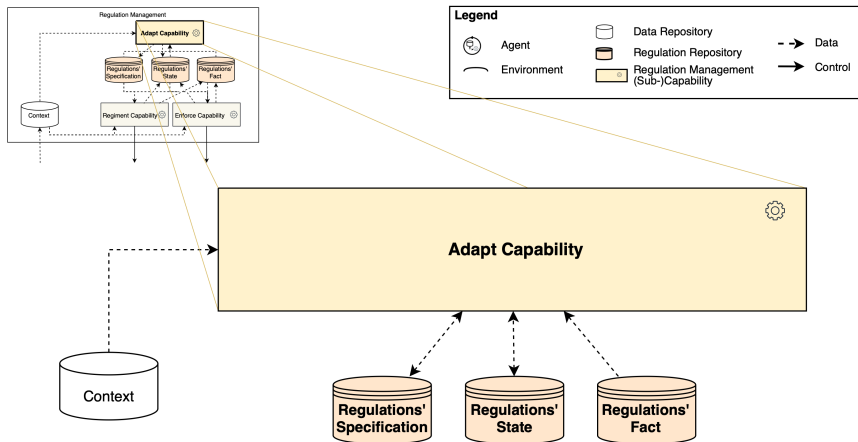 Regulation Management
Adapt Capability
Regulations'
Specification
Regulations'
State
Regulations'
Fact
Context
Regiment Capability
Enforce Capability
Legend
Agent
Environment
Data Repository
Regulation Repository
Regulation Management
(Sub-)Capability
Data
Control
Adapt Capability
Context
Regulations'
Specification
Regulations'
State
Regulations'
Fact